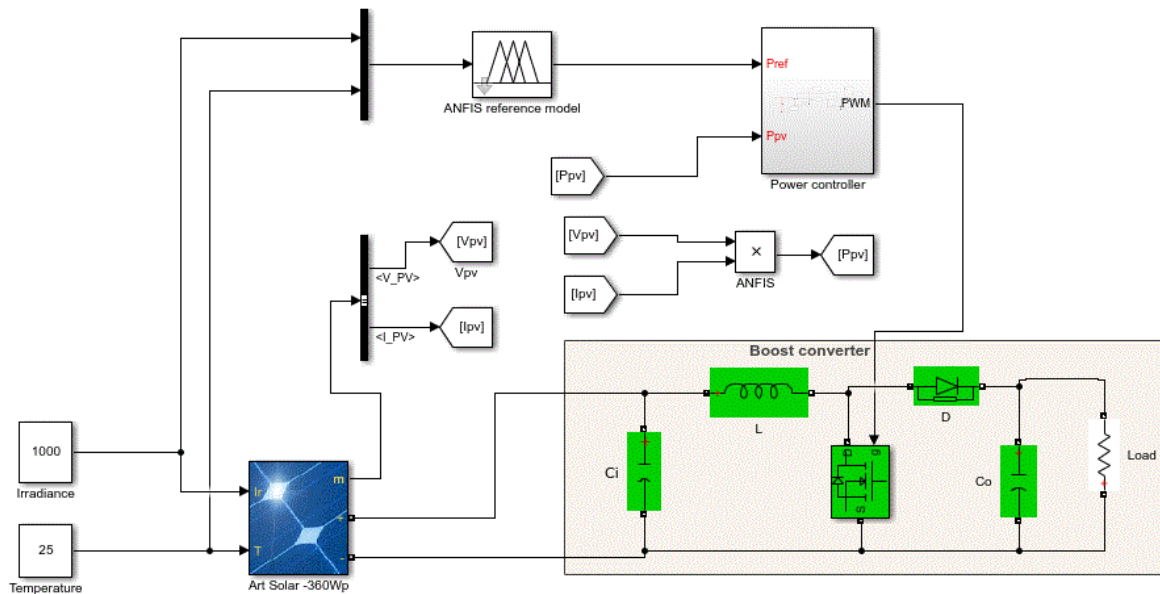 Pref
ANFIS reference model
PWM
Ppv
[Ppv]
Power controller
[Vpv]
[Vpv]
<V_PV>
Vpv
×
[Ppv]
[Ipv]
ANFIS
[Ipv]
<I_PV>
Boost converter
L
D
1000
Irradiance
Ir
m
+
Ci
D
g
S
Co
Load
25
Temperature
T
-
Art Solar -360Wp